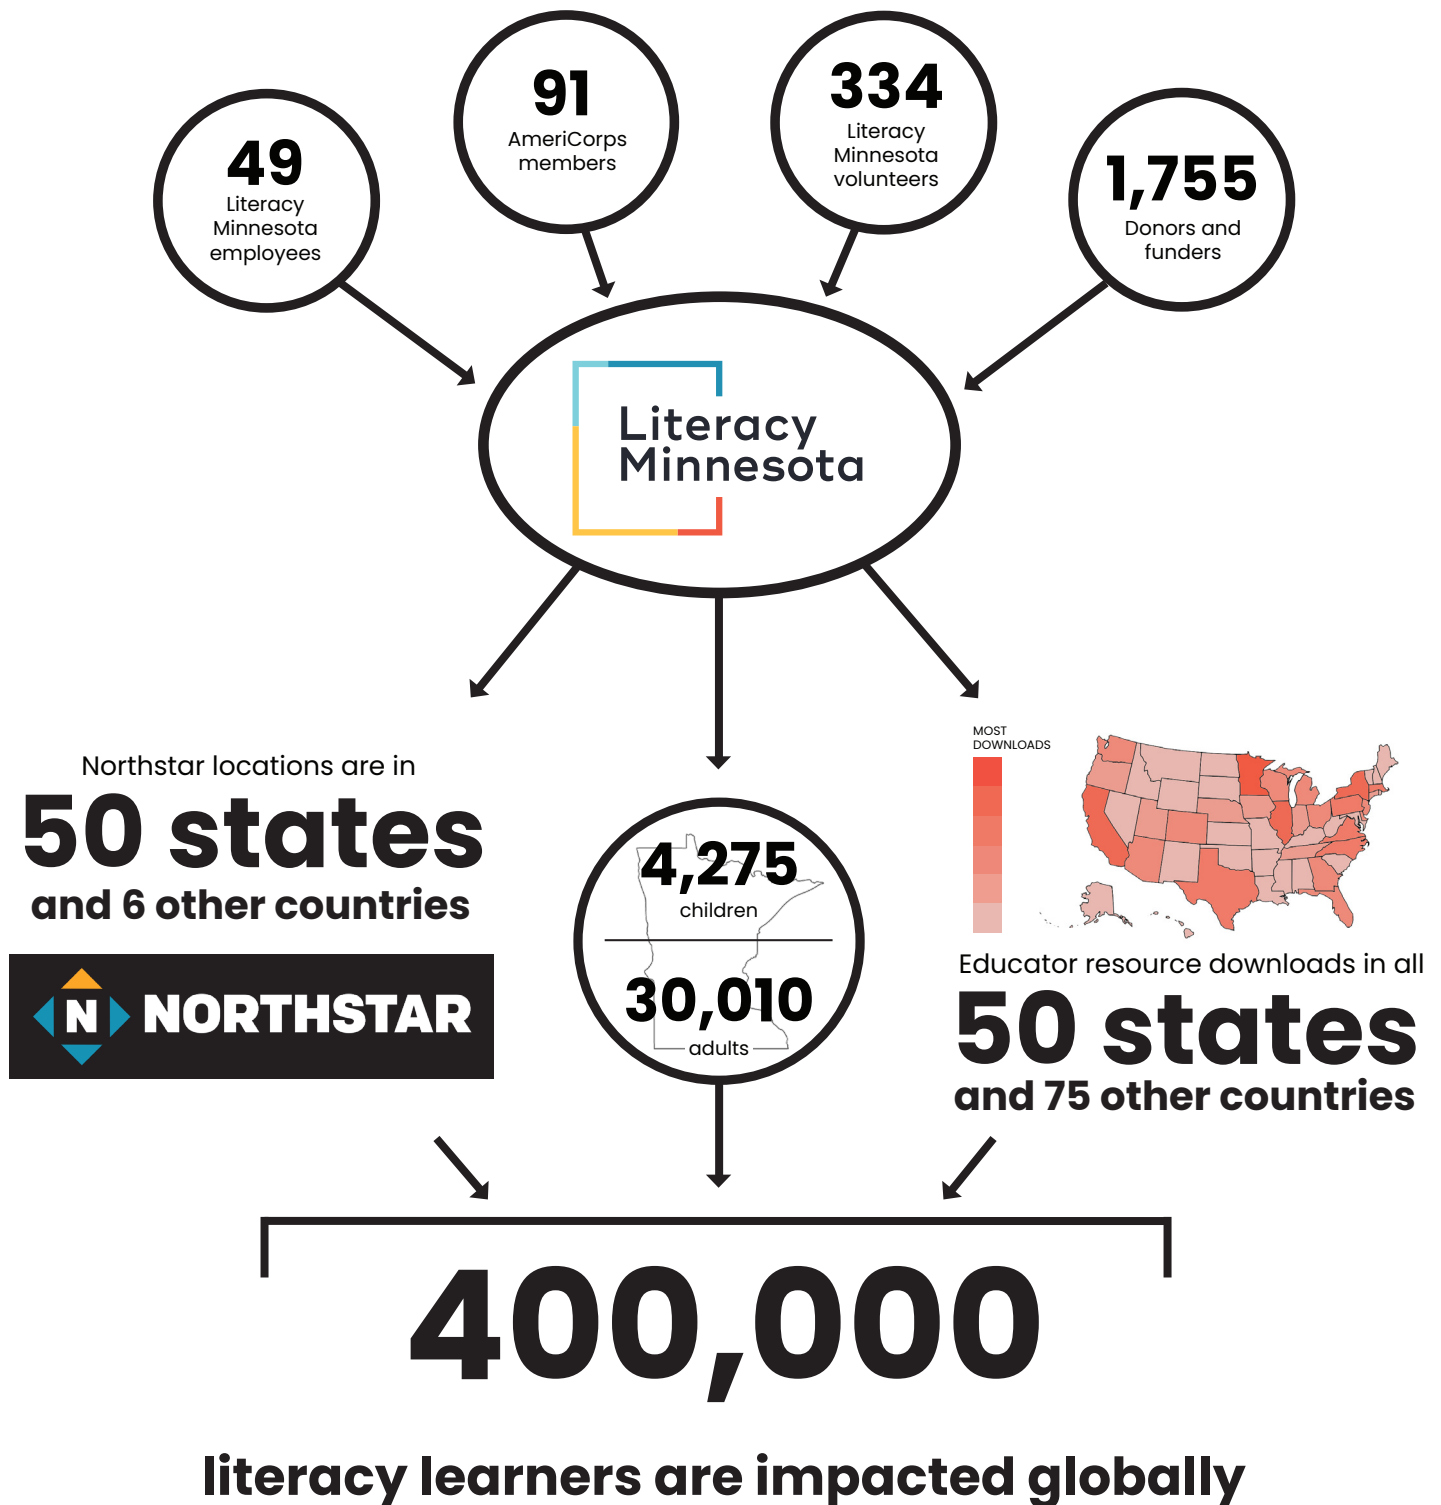 49
Literacy
Minnesota
employees
91
AmeriCorps
members
334
Literacy
Minnesota
volunteers
1,755
Donors and
funders
Literacy
Minnesota
Northstar locations are in
50 states
and 6 other countries
N NORTHSTAR
4,275
children
30,010
adults
MOST
DOWNLOADS
Educator resource downloads in all
50 states
and 75 other countries
400,000
literacy learners are impacted globally